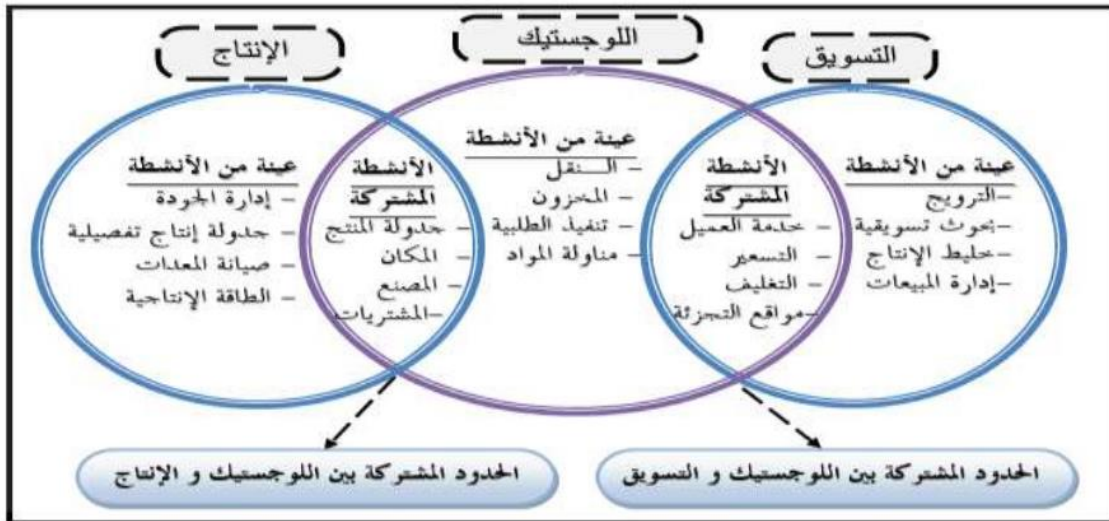 اللوجستيك
التسويق
الإنتاج
عينة من الأنشطة
-الترويج
-بحوث تسويقية
-خليط الإنتاج
-إدارة المبيعات
الأنشطة
المشتركة
- خدمة العميل
- التسعير
- التغليف
-مواقع التجزئة
عينة من الأنشطة
- النقل
- المخزون
- تنفيذ الطلبية
- مناولة المواد
الأنشطة
المشتركة
- جدولة المنتج
- المكان
- المصنع
-المشتريات
عينة من الأنشطة
- إدارة الجودة
- جدولة إنتاج تفصيلية
- صيانة المعدات
- الطاقة الإنتاجية
الحدود المشتركة بين اللوجستيك و التسويق
الحدود المشتركة بين اللوجستيك و الإنتاج